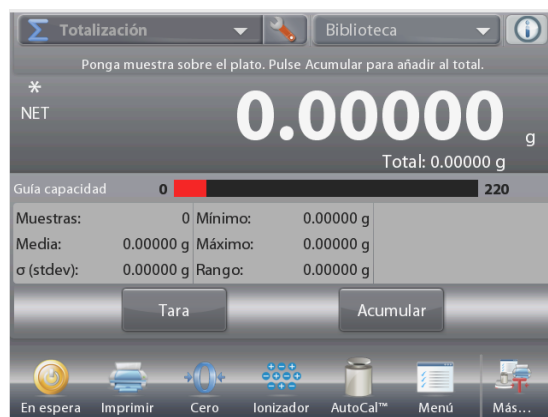 Σ Totalización Biblioteca
Ponga muestra sobre el plato. Pulse Acumular para añadir al total.
*
NET
0.00000 g
Total: 0.00000 g
Guía capacidad 0 220
Muestras: 0 Mínimo: 0.00000 g
Media: 0.00000 g Máximo: 0.00000 g
σ (stdev): 0.00000 g Rango: 0.00000 g
Tara Acumular
En espera Imprimir Cero Ionizador AutoCal™ Menú Más...